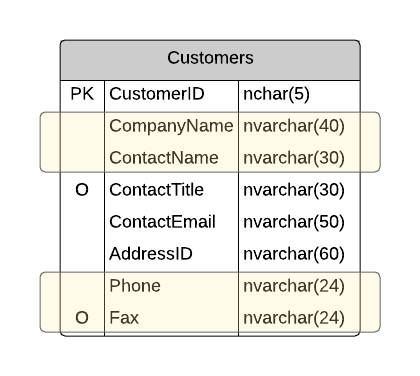 Customers
PK CustomerID nchar(5)
CompanyName nvarchar(40)
ContactName nvarchar(30)
O ContactTitle nvarchar(30)
ContactEmail nvarchar(50)
AddressID nvarchar(60)
Phone nvarchar(24)
O Fax nvarchar(24)